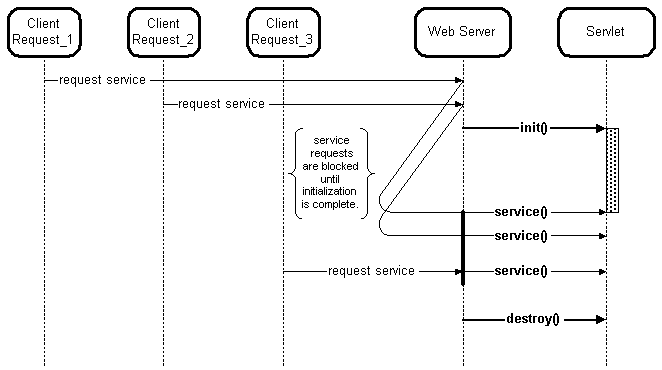 Client
Request_1
Client
Request_2
Client
Request_3
Web Server
Servlet
request service
request service
init()
service
requests
are blocked
until
initialization
is complete.
service()
service()
request service
service()
destroy()